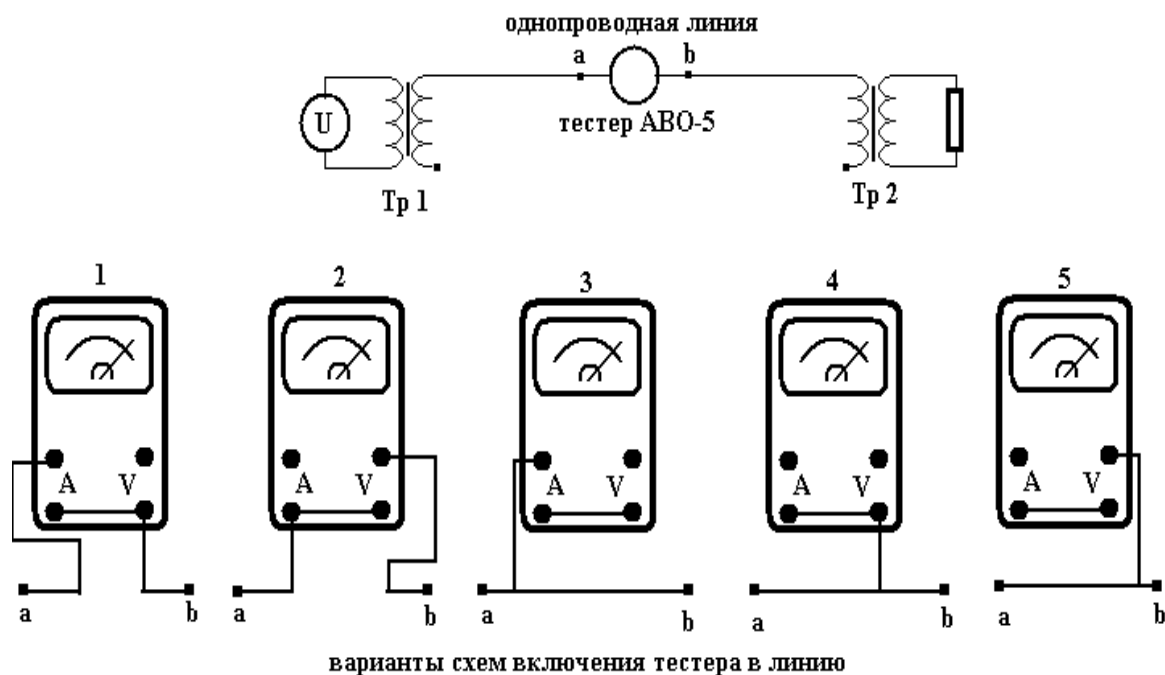 однопроводная линия
a b
U
тестер АВО-5
Тр 1 Тр 2
1 2 3 4 5
A V A V A V A V A V
a b a b a b a b a b
варианты схем включения тестера в линию